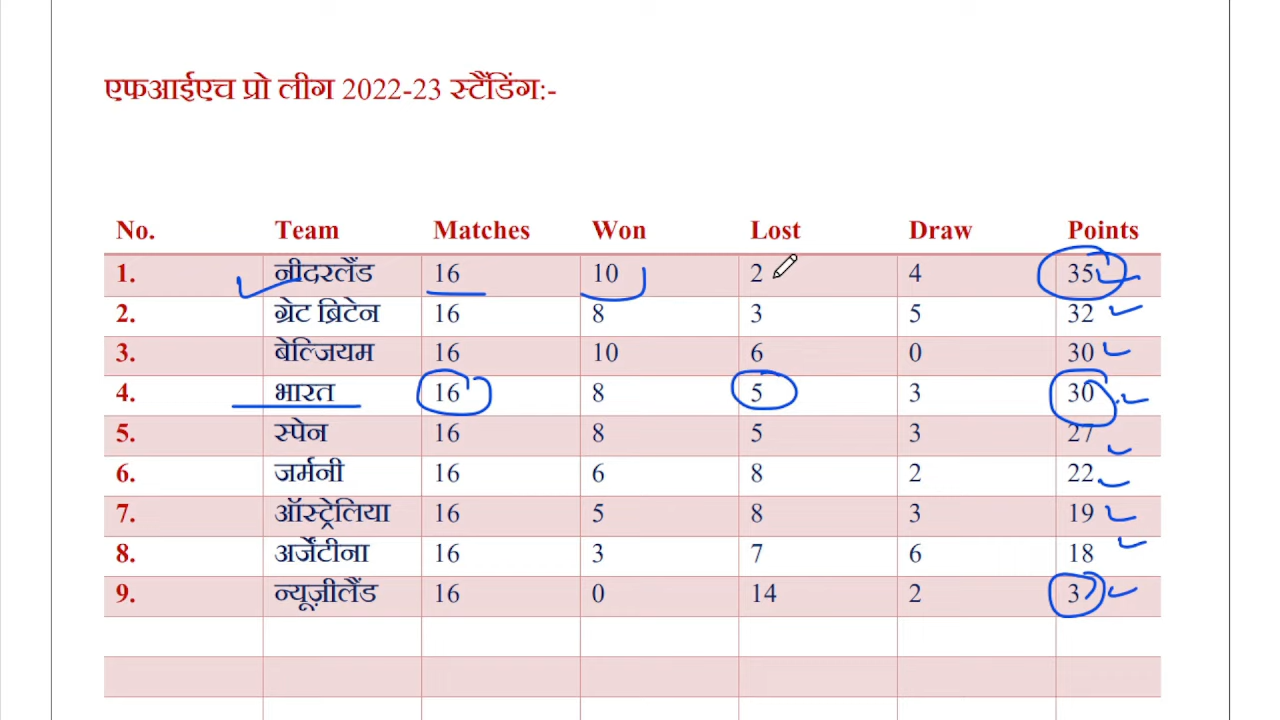 एफआईएच प्रो लीग 2022-23 स्टैंडिंग:-
No. Team Matches Won Lost Draw Points
1. नीदरलैंड 16 10 2 4 35
2. ग्रेट ब्रिटेन 16 8 3 5 32
3. बेल्जियम 16 10 6 0 30
4. भारत 16 8 5 3 30
5. स्पेन 16 8 5 3 27
6. जर्मनी 16 6 8 2 22
7. ऑस्ट्रेलिया 16 5 8 3 19
8. अर्जेंटीना 16 3 7 6 18
9. न्यूज़ीलैंड 16 0 14 2 3